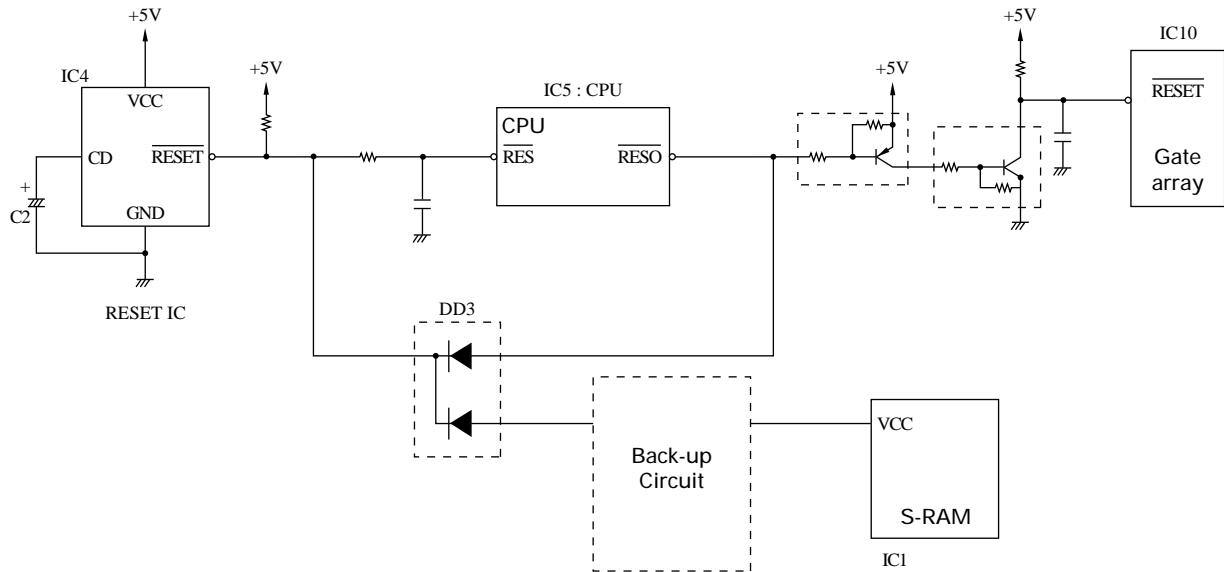 +5V
IC4
VCC
CD
RESET
GND
+
C2
RESET IC
+5V
IC5 : CPU
CPU
RES
RESO
+5V
+5V
IC10
RESET
Gate
array
DD3
Back-up
Circuit
VCC
S-RAM
IC1